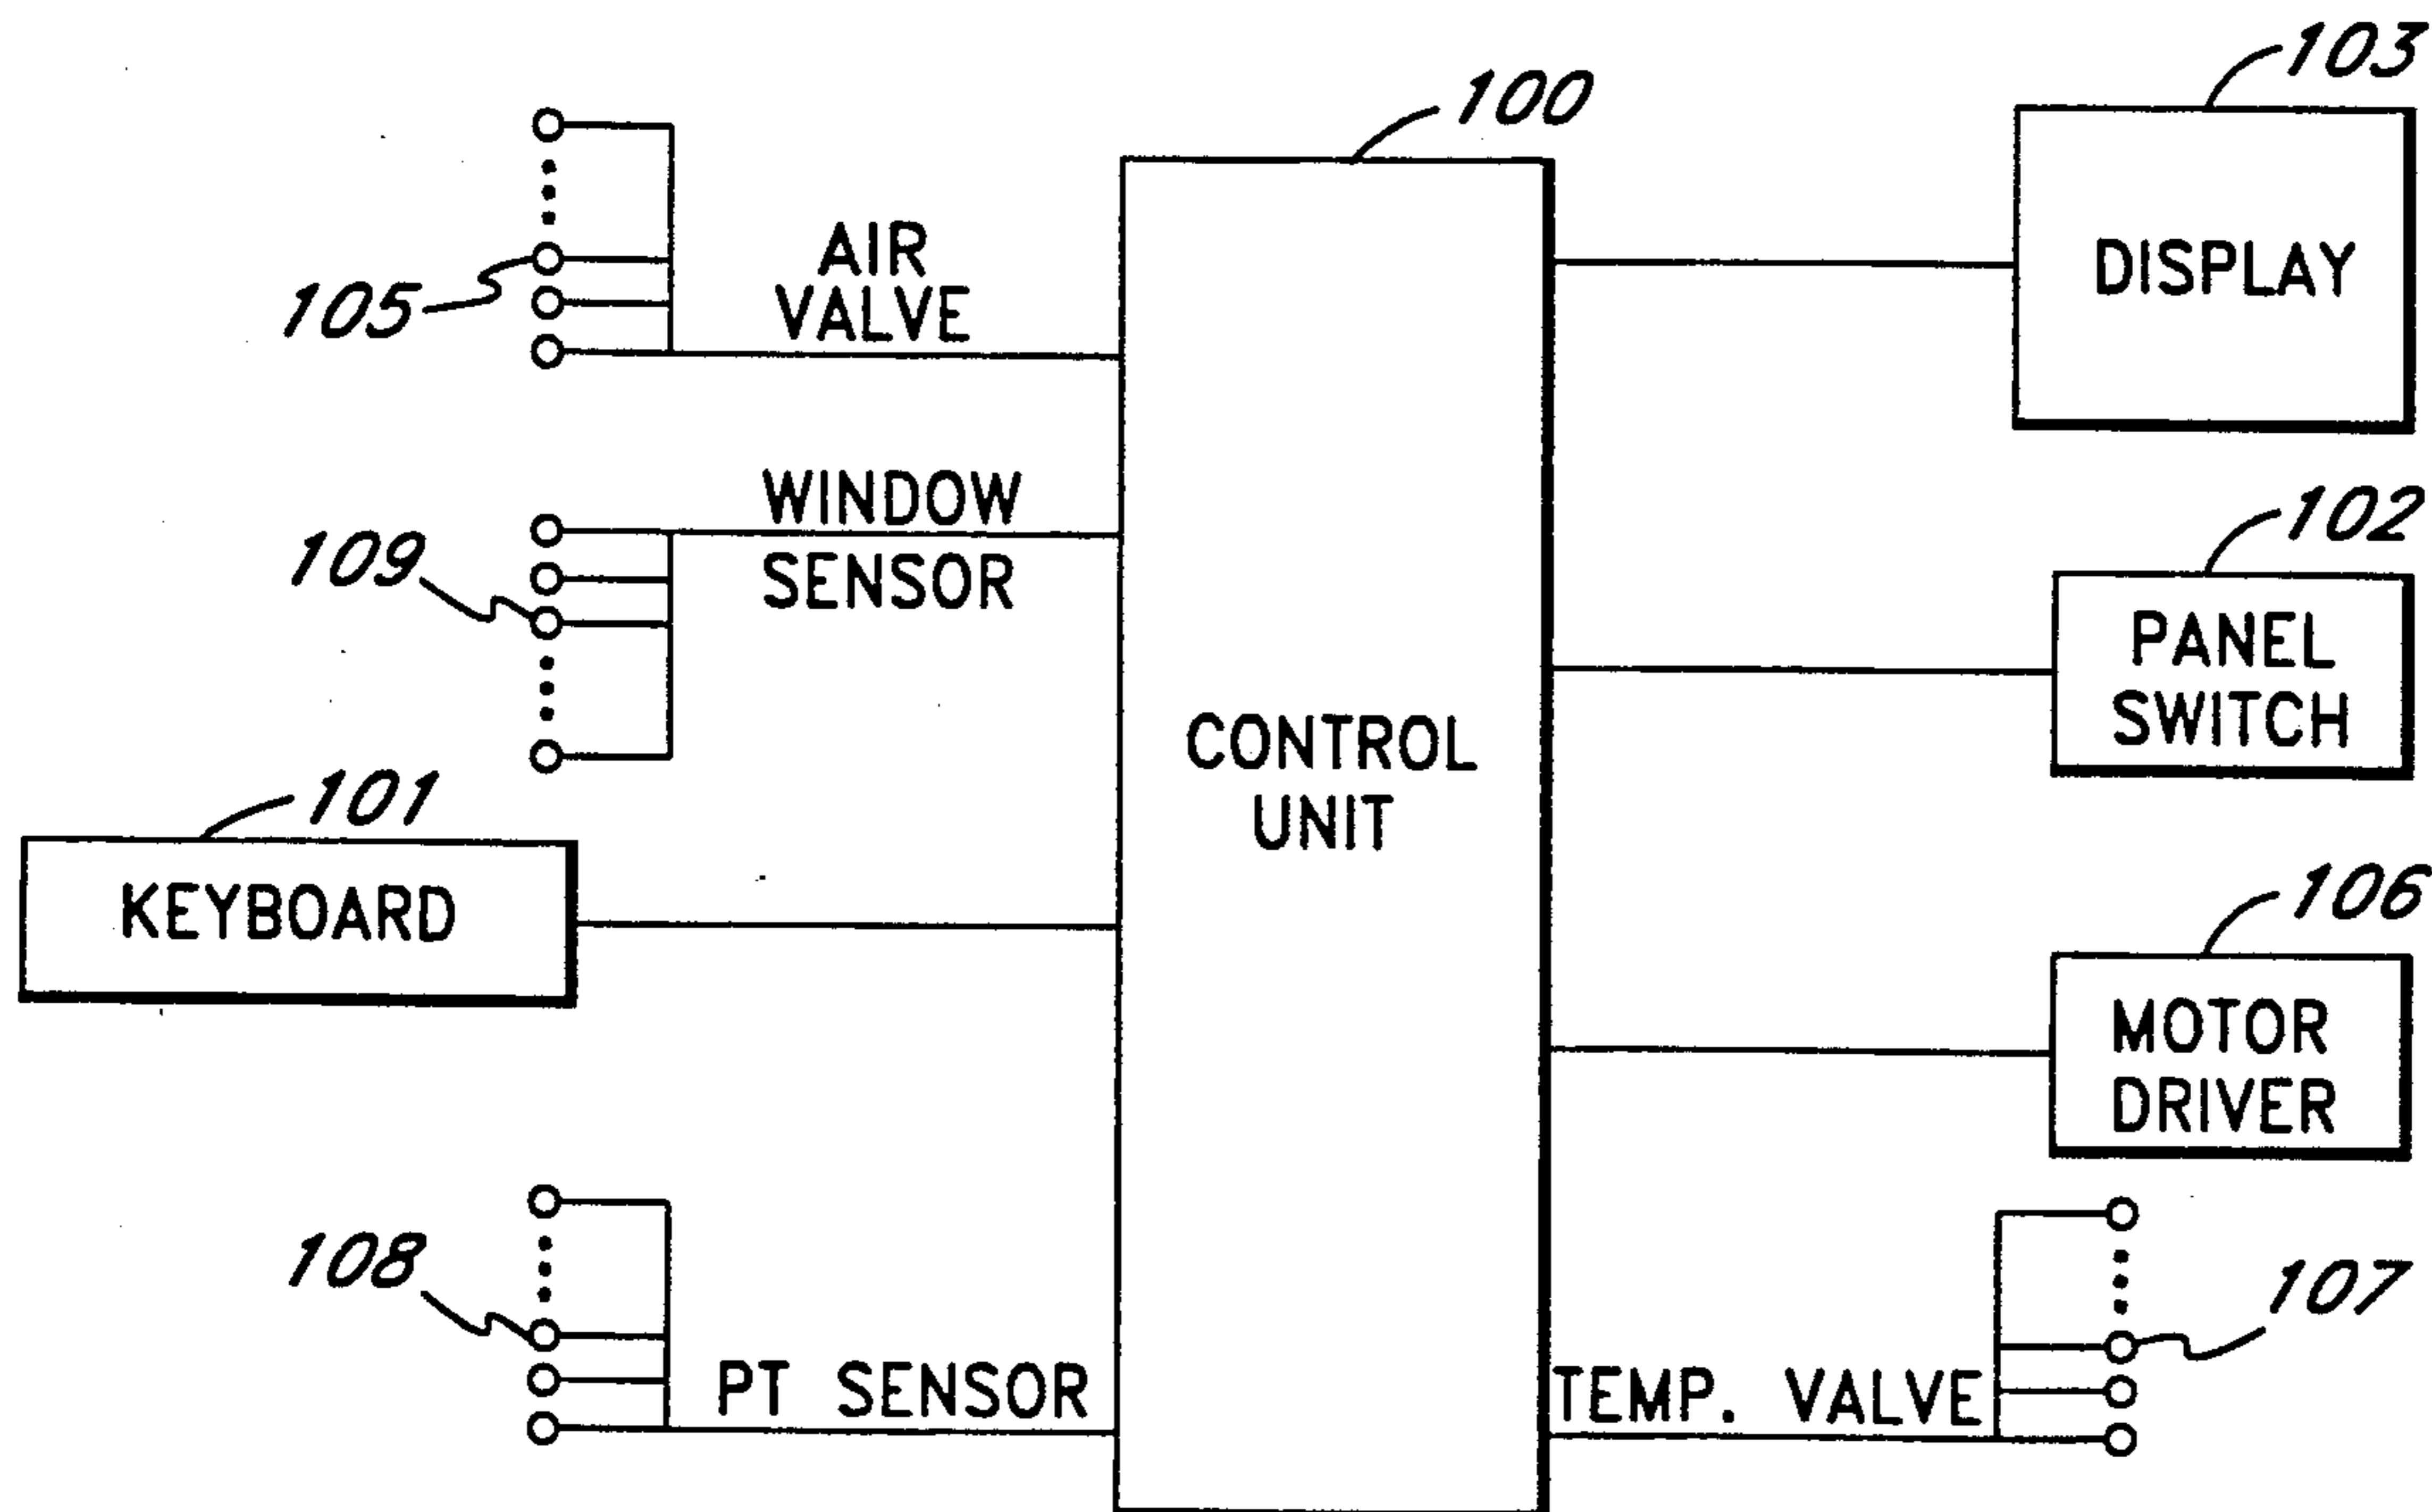 103
100
AIR
VALVE
105
DISPLAY
WINDOW
SENSOR
109
102
PANEL
SWITCH
CONTROL
UNIT
101
KEYBOARD
106
MOTOR
DRIVER
108
PT SENSOR
107
TEMP. VALVE